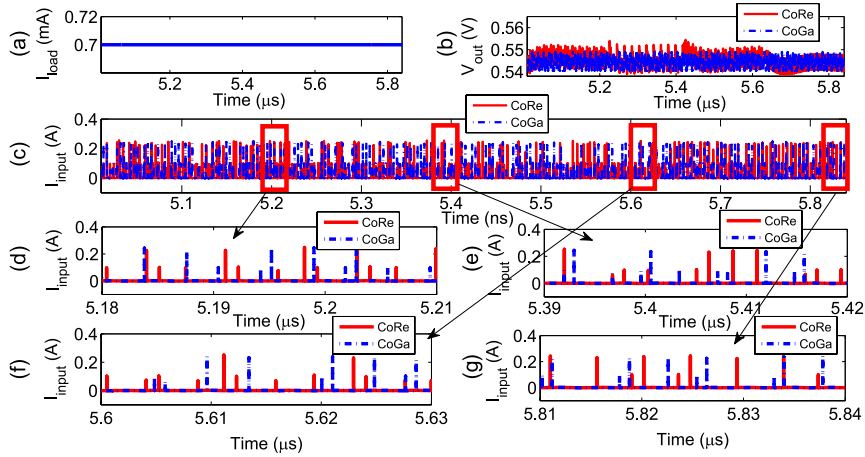 (a)
I_load (mA)
0.72
0.7
5.2 5.4 5.6 5.8
Time (μs)
(b)
V_out (V)
0.56
0.55
0.54
CoRe
CoGa
5.2 5.4 5.6 5.8
Time (μs)
(c)
I_input (A)
0.4
0.2
0
CoRe
CoGa
5.1 5.2 5.3 5.4 5.5 5.6 5.7 5.8
Time (ns)
(d)
I_input (A)
0.4
0.2
0
CoRe
CoGa
5.18 5.19 5.2 5.21
Time (μs)
(e)
I_input (A)
0.4
0.2
0
CoRe
CoGa
5.39 5.4 5.41 5.42
Time (μs)
(f)
I_input (A)
0.4
0.2
0
CoRe
CoGa
5.6 5.61 5.62 5.63
Time (μs)
(g)
I_input (A)
0.4
0.2
0
CoRe
CoGa
5.81 5.82 5.83 5.84
Time (μs)